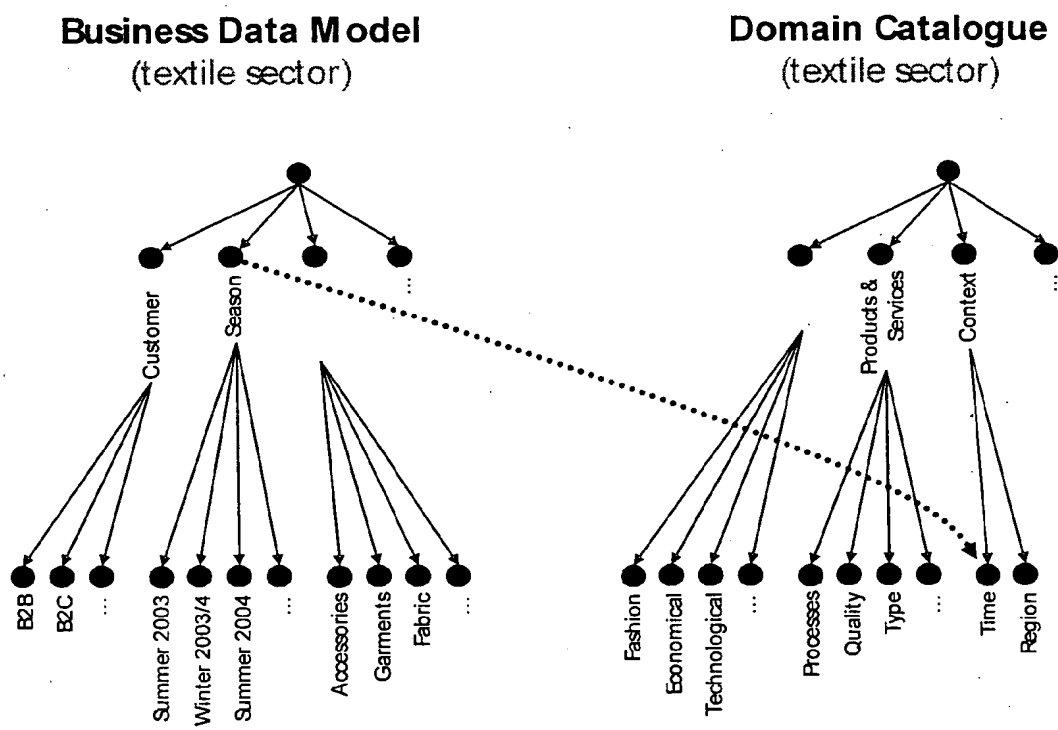 Business Data Model
(textile sector)
Domain Catalogue
(textile sector)
Customer
Season
...
Products &
Services
Context
...
B2B
B2C
...
Summer 2003
Winter 2003/4
Summer 2004
...
Accessories
Garments
Fabric
...
Fashion
Economical
Technological
...
Processes
Quality
Type
...
Time
Region